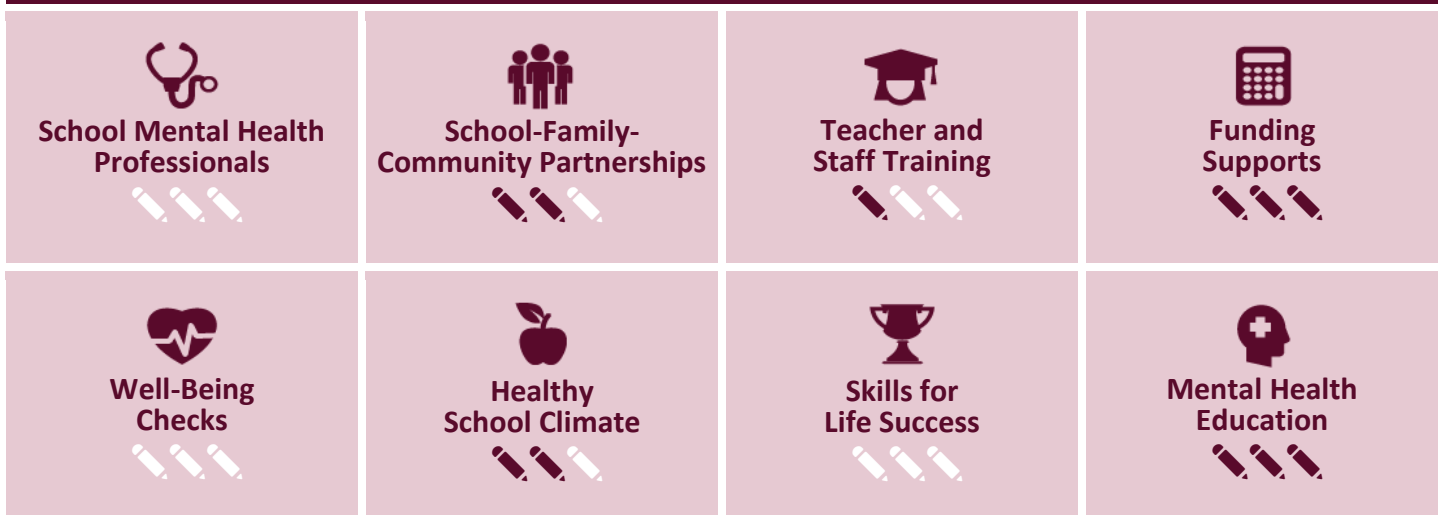 School Mental Health
Professionals
School-Family-
Community Partnerships
Teacher and
Staff Training
Funding
Supports
Well-Being
Checks
Healthy
School Climate
Skills for
Life Success
Mental Health
Education